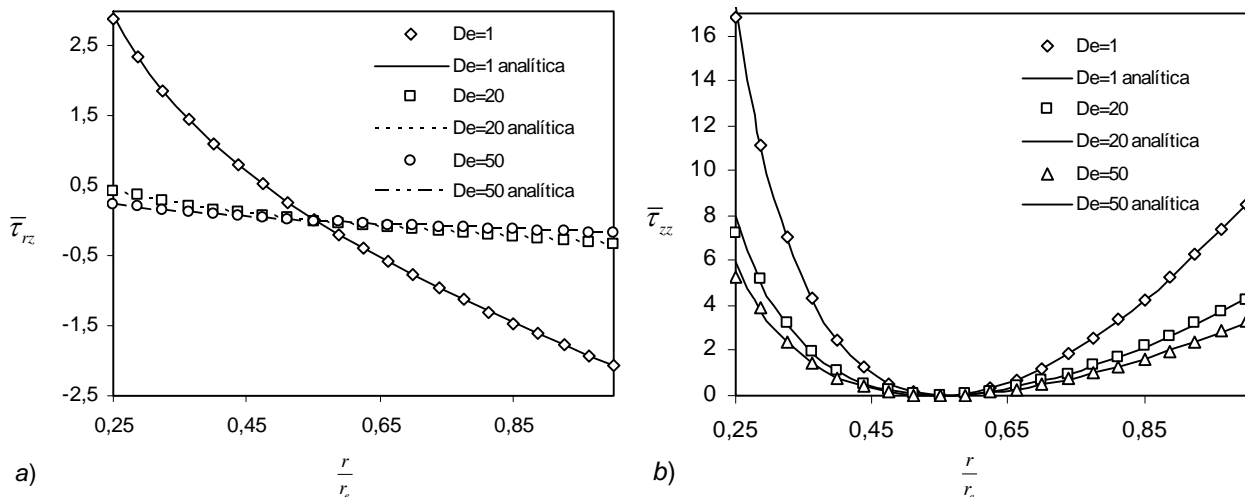 2,5
1,5
0,5
-0,5
-1,5
-2,5
0,25
0,45
0,65
0,85
De=1
De=1 analítica
De=20
De=20 analítica
De=50
De=50 analítica
τ̅rz
r
re
a)
16
14
12
10
8
6
4
2
0
0,25
0,45
0,65
0,85
De=1
De=1 analítica
De=20
De=20 analítica
De=50
De=50 analítica
τ̅zz
r
re
b)